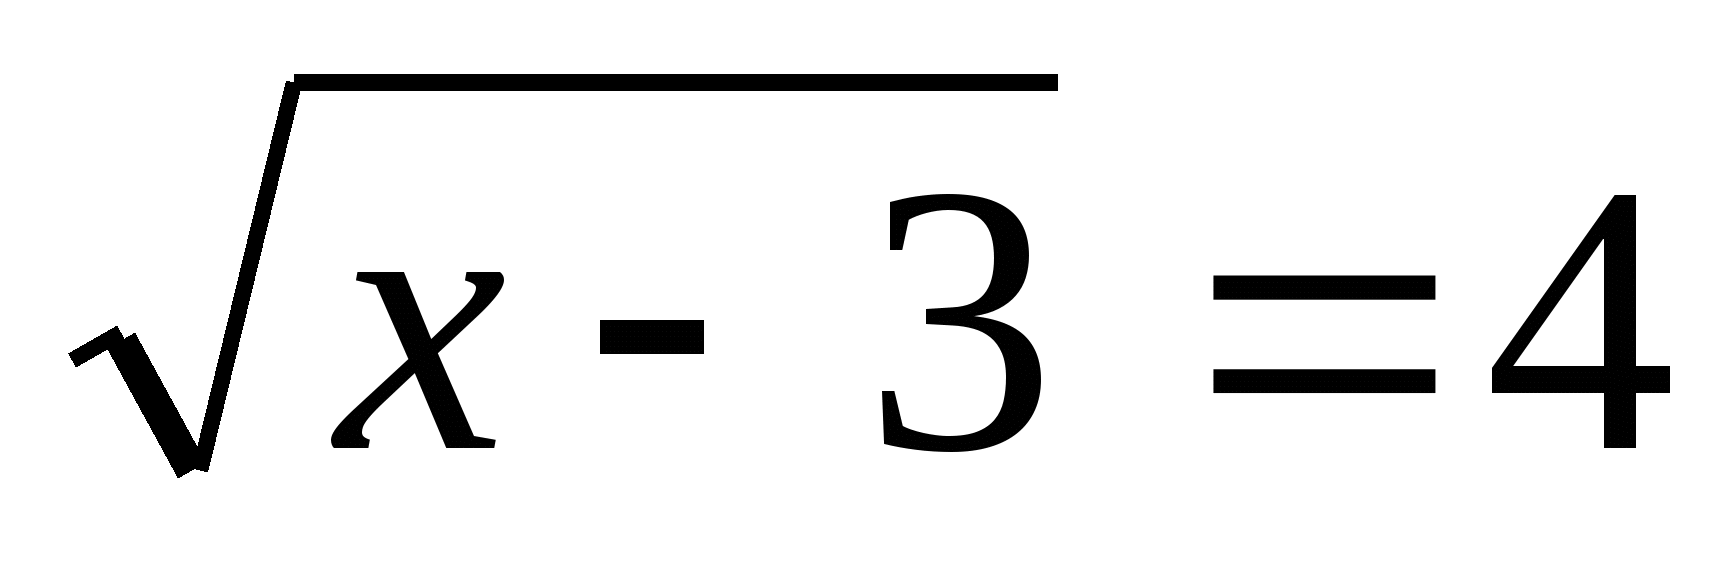 √x - 3 = 4